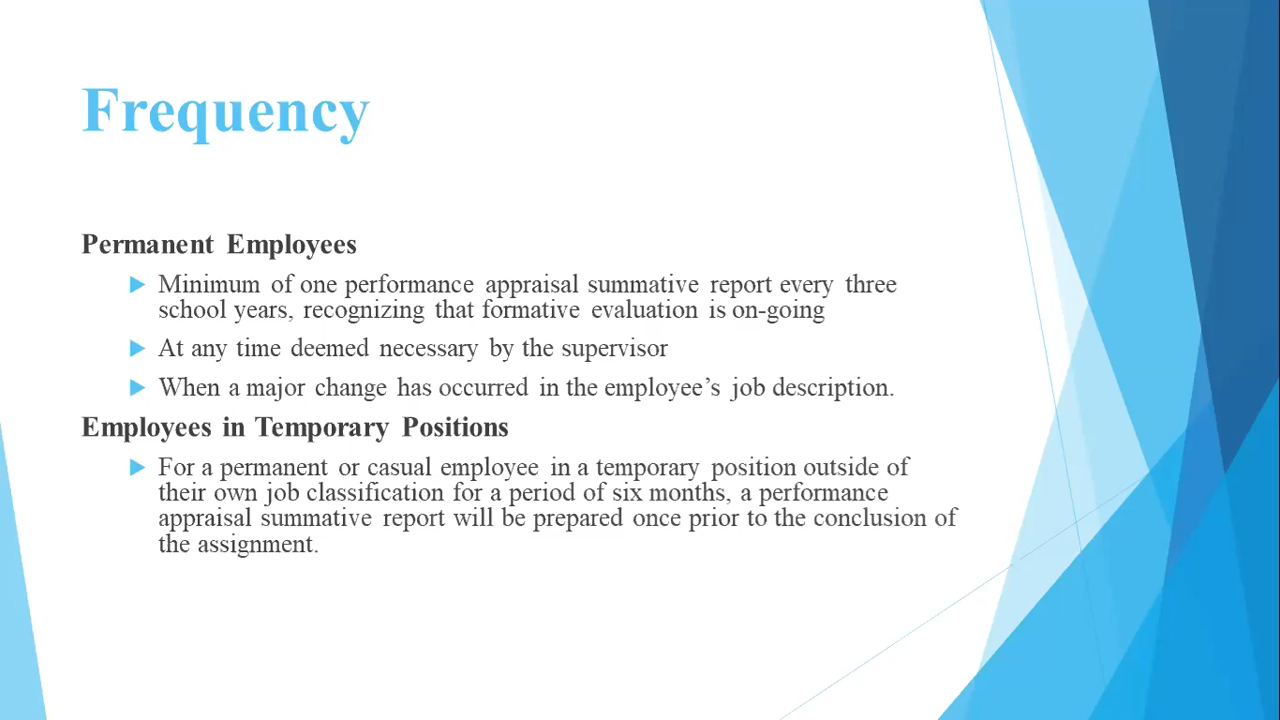 Frequency
Permanent Employees
Minimum of one performance appraisal summative report every three
school years, recognizing that formative evaluation is on-going
At any time deemed necessary by the supervisor
When a major change has occurred in the employee’s job description.
Employees in Temporary Positions
For a permanent or casual employee in a temporary position outside of
their own job classification for a period of six months, a performance
appraisal summative report will be prepared once prior to the conclusion of
the assignment.